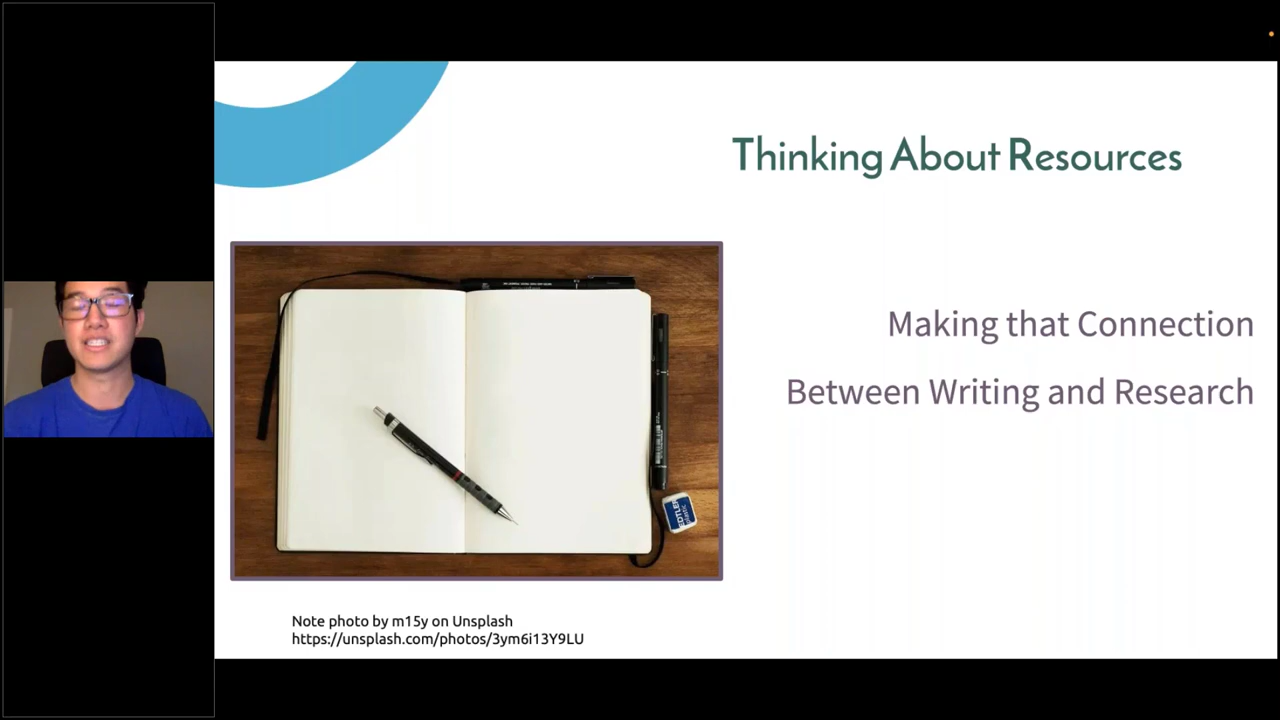 Thinking About Resources
Making that Connection
Between Writing and Research
Note photo by m15y on Unsplash
https://unsplash.com/photos/3ym6i13Y9LU